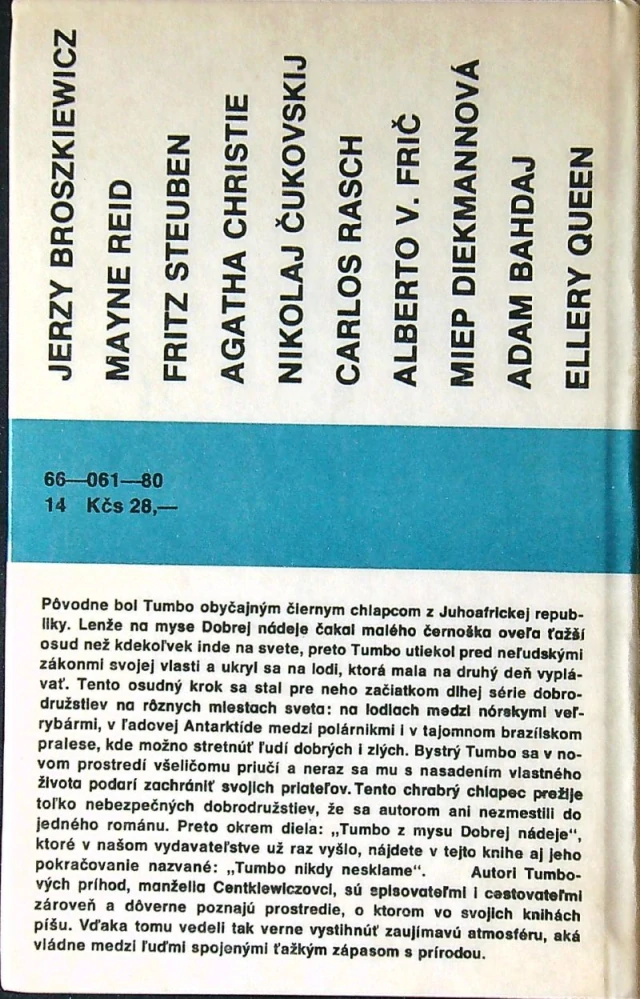 JERZY BROSZKIEWICZ
MAYNE REID
FRITZ STEUBEN
AGATHA CHRISTIE
NIKOLAJ ČUKOVSKIJ
CARLOS RASCH
ALBERTO V. FRIČ
MIEP DIEKMANNOVÁ
ADAM BAHDAJ
ELLERY QUEEN
66—061—80
14 Kčs 28,—
Pôvodne bol Tumbo obyčajným čiernym chlapcom z Juhoafrickej repub-
liky. Lenže na myse Dobrej nádeje čakal malého černoška oveľa ťažší
osud než kdekoľvek inde na svete, preto Tumbo utiekol pred neľudskými
zákonmi svojej vlasti a ukryl sa na lodi, ktorá mala na druhý deň vyplá-
vať. Tento osudný krok sa stal pre neho začiatkom dlhej série dobro-
družstiev na rôznych miestach sveta: na lodiach medzi nórskymi veľ-
rybármi, v ľadovej Antarktíde medzi polárnikmi i v tajomnom brazílskom
pralese, kde možno stretnúť ľudí dobrých i zlých. Bystrý Tumbo sa v no-
vom prostredí všeličomu priučí a neraz sa mu s nasadením vlastného
života podarí zachrániť svojich priateľov. Tento chrabrý chlapec prežije
toľko nebezpečných dobrodružstiev, že sa autorom ani nezmestili do
jedného románu. Preto okrem diela: „Tumbo z mysu Dobrej nádeje“,
ktoré v našom vydavateľstve už raz vyšlo, nájdete v tejto knihe aj jeho
pokračovanie nazvané: „Tumbo nikdy nesklame“. Autori Tumbo-
vých príhod, manželia Centkiewiczovci, sú spisovateľmi i cestovateľmi
zároveň a dôverne poznajú prostredie, o ktorom vo svojich knihách
píšu. Vďaka tomu vedeli tak verne vystihnúť zaujímavú atmosféru, aká
vládne medzi ľuďmi spojenými ťažkým zápasom s prírodou.